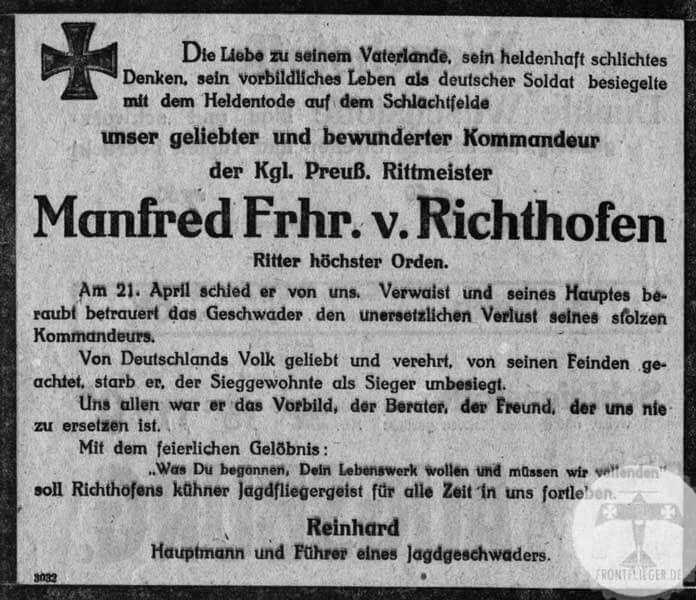 Die Liebe zu seinem Vaterlande, sein heldenhaft schlichtes
Denken, sein vorbildliches Leben als deutscher Soldat besiegelte
mit dem Heldentode auf dem Schlachtfelde
unser geliebter und bewunderter Kommandeur
der Kgl. Preuß. Rittmeister
Manfred Frhr. v. Richthofen
Ritter höchster Orden.
Am 21. April schied er von uns. Verwaist und seines Hauptes be-
raubt betrauert das Geschwader den unersetzlichen Verlust seines stolzen
Kommandeurs.
Von Deutschlands Volk geliebt und verehrt, von seinen Feinden ge-
achtet, starb er, der Sieggewohnte als Sieger unbesiegt.
Uns allen war er das Vorbild, der Berater, der Freund, der uns nie
zu ersetzen ist.
Mit dem feierlichen Gelöbnis:
„Was Du begonnen, Dein Lebenswerk wollen und müssen wir vollenden"
soll Richthofens kühner Jagdfliegergeist für alle Zeit in uns fortleben.
Reinhard
Hauptmann und Führer eines Jagdgeschwaders.
3032
FRONTFLIEGER.DE